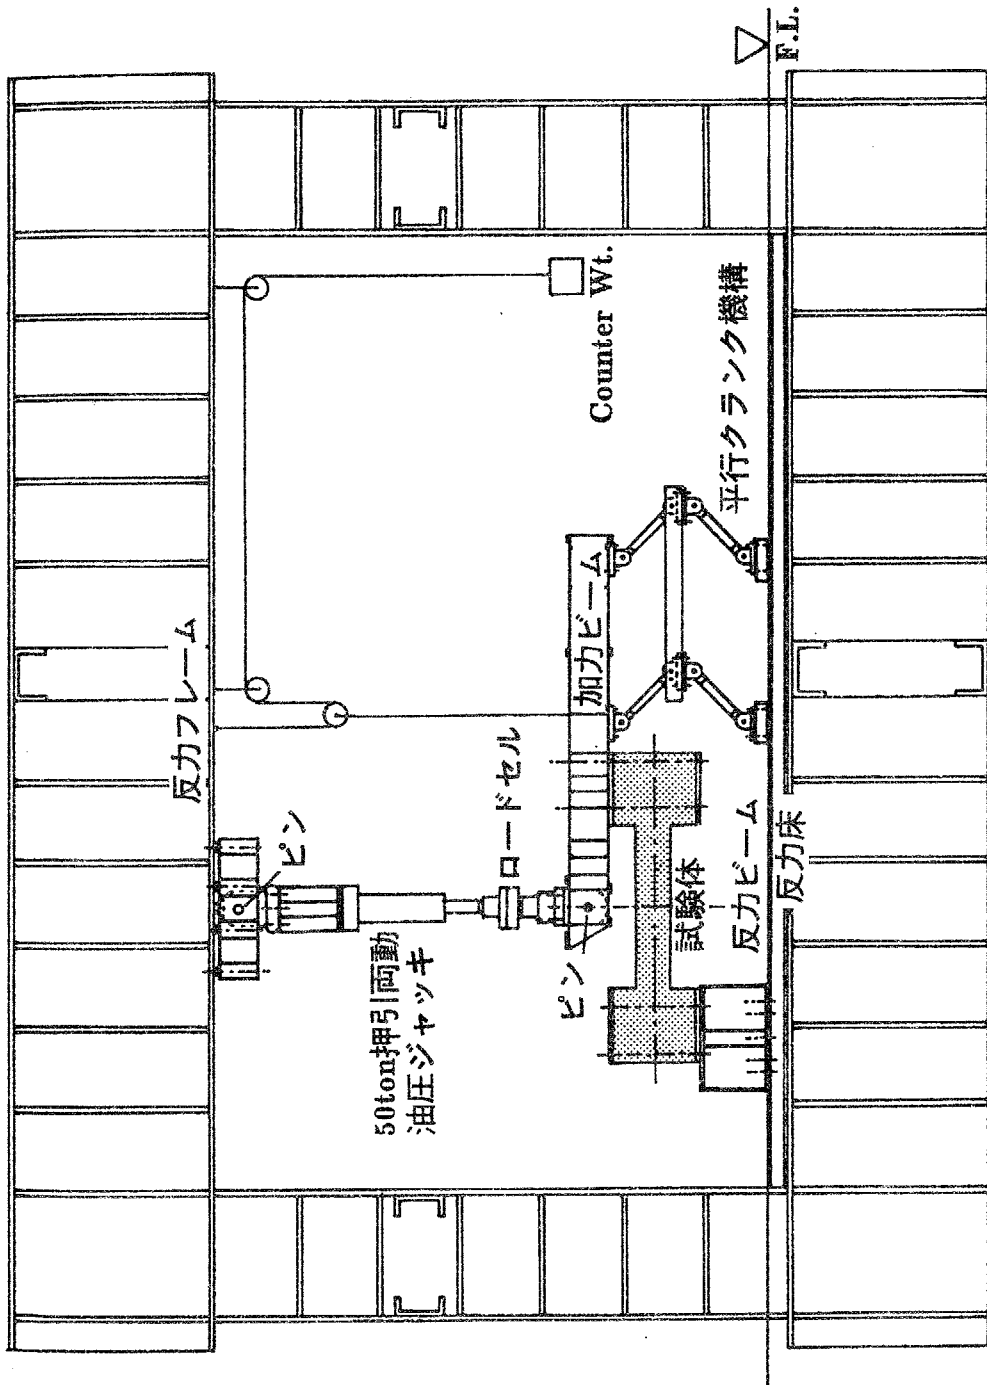 反力フレーム
ピン
50ton押引両動
油圧ジャッキ
ロードセル
Counter Wt.
ピン
加力ビーム
試験体
平行クランク機構
反力ビーム
F.L.
反力床